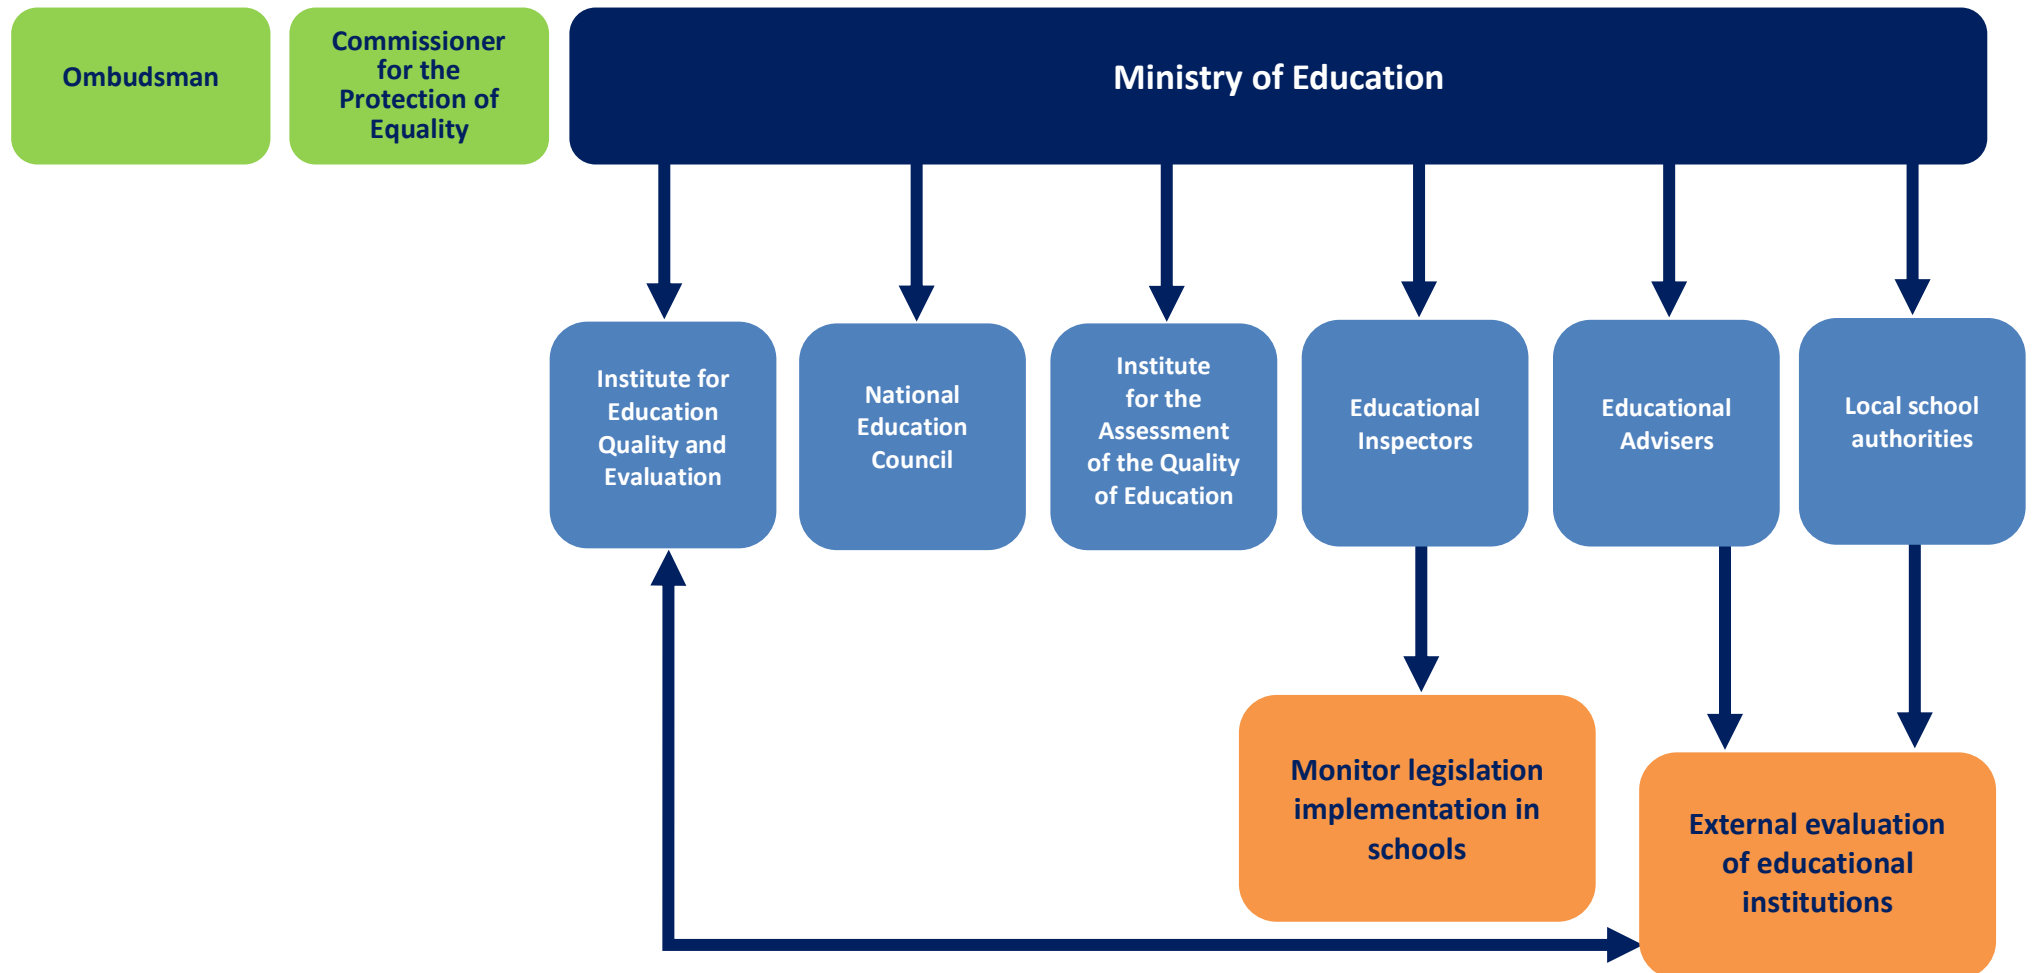 Ombudsman
Commissioner
for the
Protection of
Equality
Ministry of Education
Institute for
Education
Quality and
Evaluation
National
Education
Council
Institute
for the
Assessment
of the Quality
of Education
Educational
Inspectors
Educational
Advisers
Local school
authorities
Monitor legislation
implementation in
schools
External evaluation
of educational
institutions